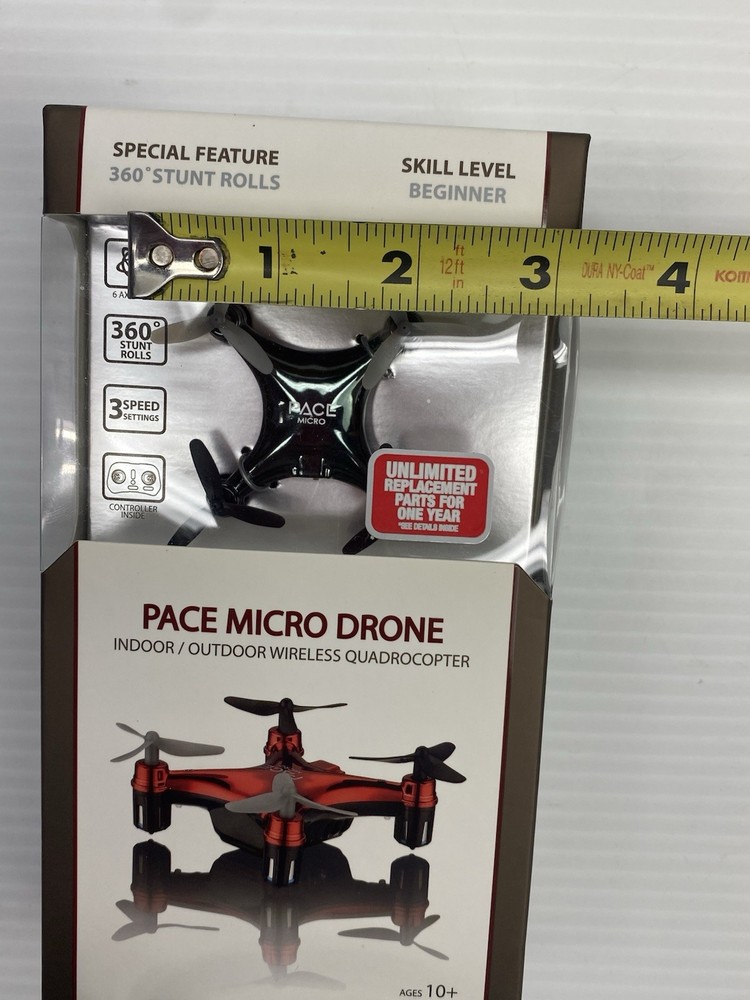 SPECIAL FEATURE
360°STUNT ROLLS
SKILL LEVEL
BEGINNER
1 2 ft 12ft in 3 DURA NY-Coat™ 4
6 AX
360°
STUNT
ROLLS
3 SPEED
SETTINGS
CONTROLLER
INSIDE
PACE
MICRO
UNLIMITED
REPLACEMENT
PARTS FOR
ONE YEAR
*SEE DETAILS INSIDE
PACE MICRO DRONE
INDOOR / OUTDOOR WIRELESS QUADROCOPTER
AGES 10+